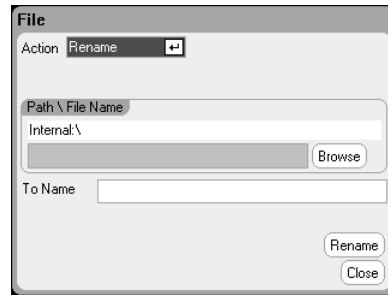 File
Action Rename
Path \ File Name
Internal:\
Browse
To Name
Rename
Close